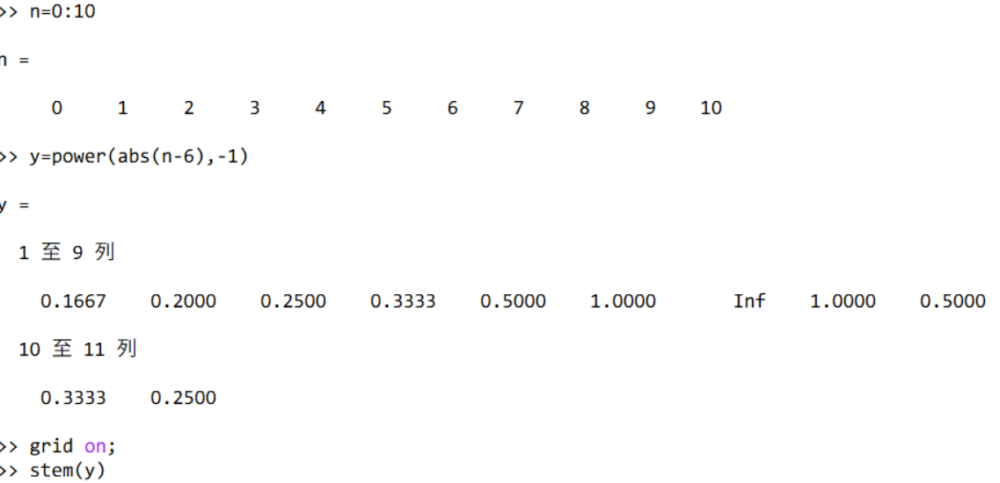 >> n=0:10
n =
0 1 2 3 4 5 6 7 8 9 10
>> y=power(abs(n-6),-1)
y =
1 至 9 列
0.1667 0.2000 0.2500 0.3333 0.5000 1.0000 Inf 1.0000 0.5000
10 至 11 列
0.3333 0.2500
>> grid on;
>> stem(y)